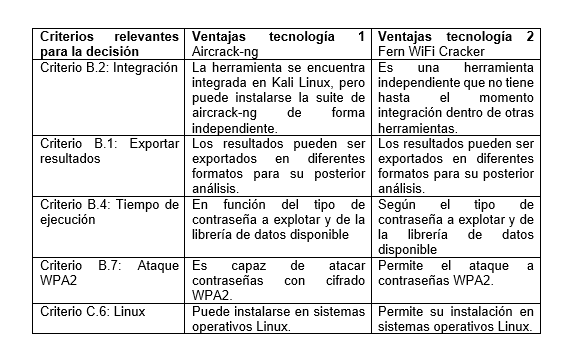 Criterios relevantes para la decisión
Ventajas tecnología 1
Aircrack-ng
Ventajas tecnología 2
Fern WiFi Cracker
Criterio B.2: Integración
La herramienta se encuentra
integrada en Kali Linux, pero
puede instalarse la suite de
aircrack-ng de forma
independiente.
Es una herramienta
independiente que no tiene
hasta el momento
integración dentro de otras
herramientas.
Criterio B.1: Exportar
resultados
Los resultados pueden ser
exportados en diferentes
formatos para su posterior
análisis.
Los resultados pueden ser
exportados en diferentes
formatos para su posterior
análisis.
Criterio B.4: Tiempo de
ejecución
En función del tipo de
contraseña a explotar y de la
librería de datos disponible
Según el tipo de
contraseña a explotar y de
la librería de datos
disponible
Criterio B.7: Ataque
WPA2
Es capaz de atacar
contraseñas con cifrado
WPA2.
Permite el ataque a
contraseñas WPA2.
Criterio C.6: Linux
Puede instalarse en sistemas
operativos Linux.
Permite su instalación en
sistemas operativos Linux.